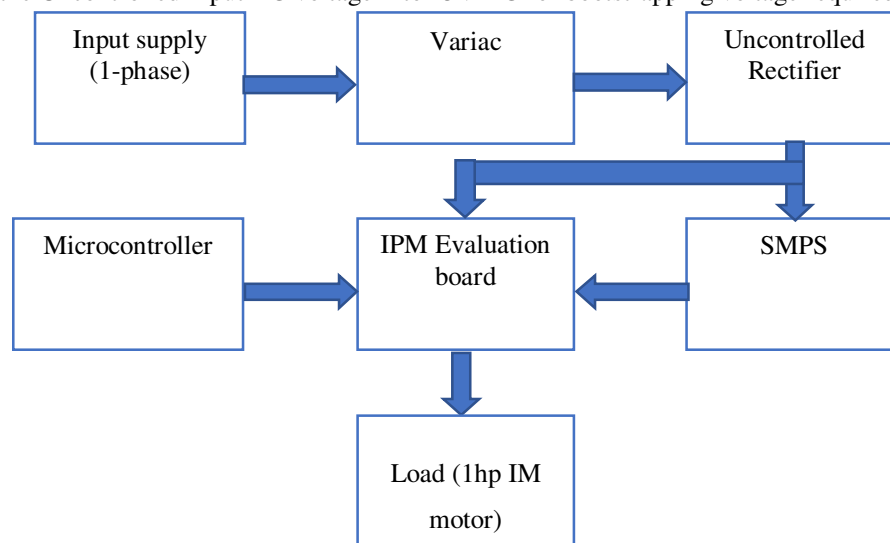 Input supply
(1-phase)
Variac
Uncontrolled
Rectifier
Microcontroller
IPM Evaluation
board
SMPS
Load (1hp IM
motor)